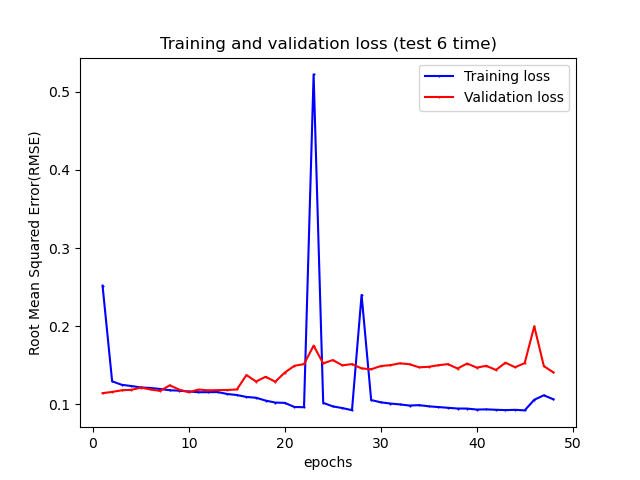 Training and validation loss (test 6 time)
Training loss
Validation loss
Root Mean Squared Error(RMSE)
0.5
0.4
0.3
0.2
0.1
0 10 20 30 40 50
epochs